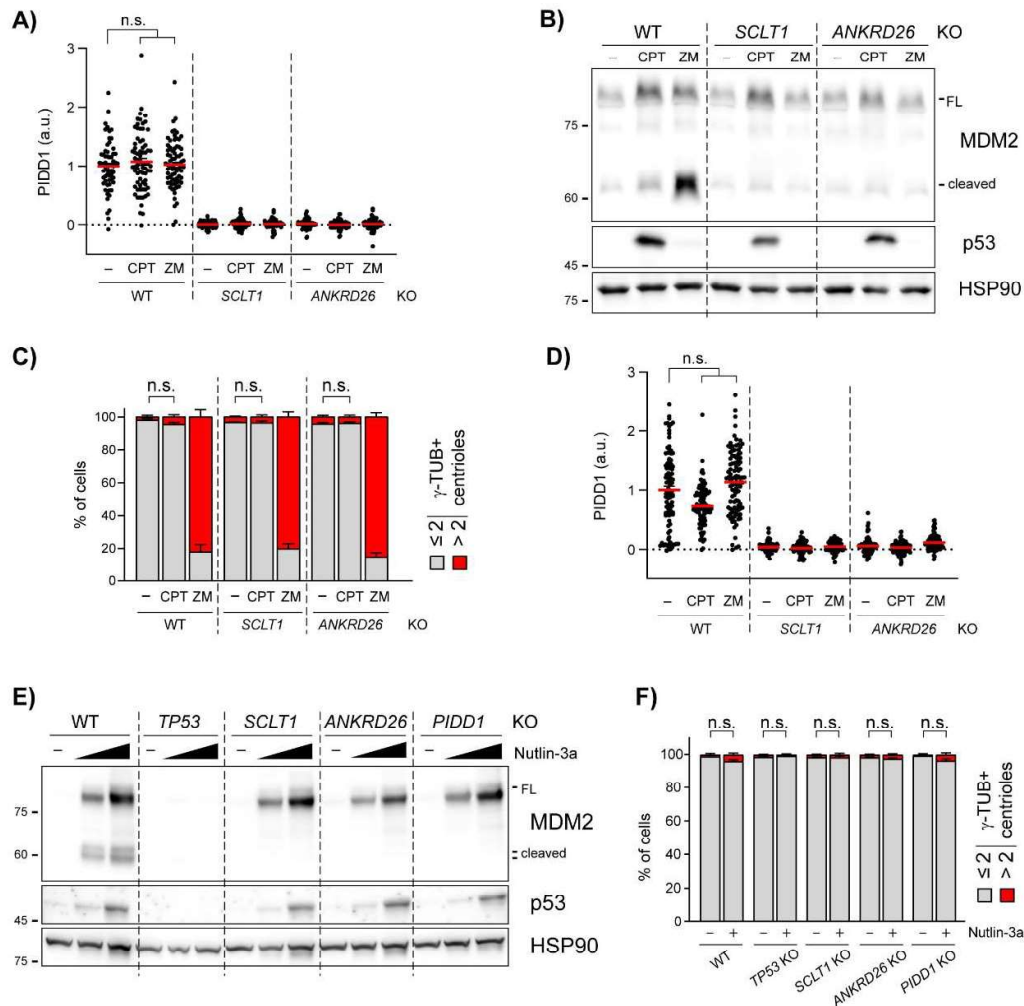 A)
n.s.
PIDD1 (a.u.)
3
2
1
0
– CPT ZM – CPT ZM – CPT ZM
WT SCLT1 ANKRD26 KO
B)
WT SCLT1 ANKRD26 KO
– CPT ZM – CPT ZM – CPT ZM
FL
75
MDM2
cleaved
60
p53
45
HSP90
75
C)
n.s. n.s. n.s.
% of cells
100
80
60
40
20
0
– CPT ZM – CPT ZM – CPT ZM
WT SCLT1 ANKRD26 KO
γ-TUB+
centrioles
≤ 2
> 2
D)
n.s.
PIDD1 (a.u.)
3
2
1
0
– CPT ZM – CPT ZM – CPT ZM
WT SCLT1 ANKRD26 KO
E)
WT TP53 SCLT1 ANKRD26 PIDD1 KO
– – – – – Nutlin-3a
FL
75
MDM2
60
cleaved
p53
45
HSP90
75
F)
n.s. n.s. n.s. n.s. n.s.
% of cells
100
80
60
40
20
0
– + – + – + – + – + Nutlin-3a
WT TP53 KO SCLT1 KO ANKRD26 KO PIDD1 KO
γ-TUB+
centrioles
≤ 2
> 2